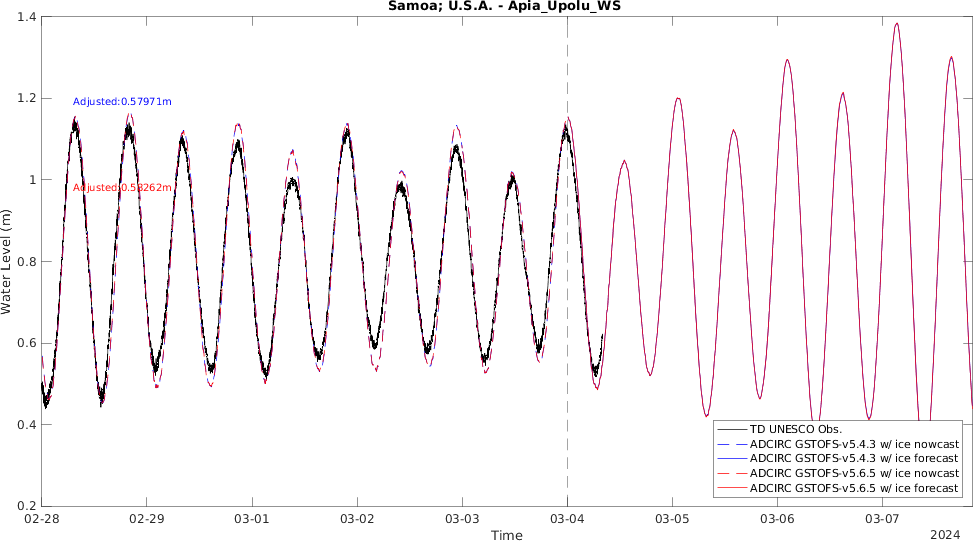 Samoa; U.S.A. - Apia_Upolu_WS
1.4
1.2
1
0.8
0.6
0.4
0.2
Water Level (m)
Adjusted:0.57971m
Adjusted:0.58262m
TD UNESCO Obs.
ADCIRC GSTOFS-v5.4.3 w/ ice nowcast
ADCIRC GSTOFS-v5.4.3 w/ ice forecast
ADCIRC GSTOFS-v5.6.5 w/ ice nowcast
ADCIRC GSTOFS-v5.6.5 w/ ice forecast
02-28 02-29 03-01 03-02 03-03 03-04 03-05 03-06 03-07
Time
2024